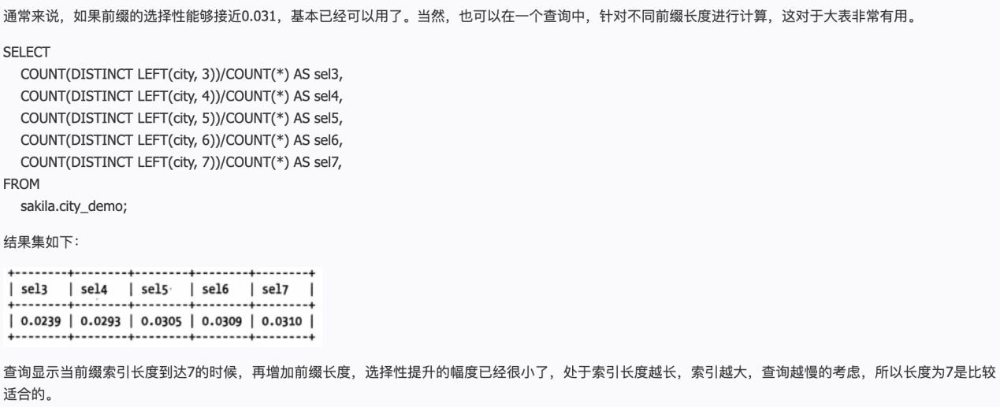 通常来说，如果前缀的选择性能够接近0.031，基本已经可以用了。当然，也可以在一个查询中，针对不同前缀长度进行计算，这对于大表非常有用。
SELECT
COUNT(DISTINCT LEFT(city, 3))/COUNT(*) AS sel3,
COUNT(DISTINCT LEFT(city, 4))/COUNT(*) AS sel4,
COUNT(DISTINCT LEFT(city, 5))/COUNT(*) AS sel5,
COUNT(DISTINCT LEFT(city, 6))/COUNT(*) AS sel6,
COUNT(DISTINCT LEFT(city, 7))/COUNT(*) AS sel7,
FROM
sakila.city_demo;
结果集如下：
+--------+--------+--------+--------+--------+
| sel3 | sel4 | sel5 | sel6 | sel7 |
+--------+--------+--------+--------+--------+
| 0.0239 | 0.0293 | 0.0305 | 0.0309 | 0.0310 |
+--------+--------+--------+--------+--------+
查询显示当前缀索引长度到达7的时候，再增加前缀长度，选择性提升的幅度已经很小了，处于索引长度越长，索引越大，查询越慢的考虑，所以长度为7是比较
适合的。